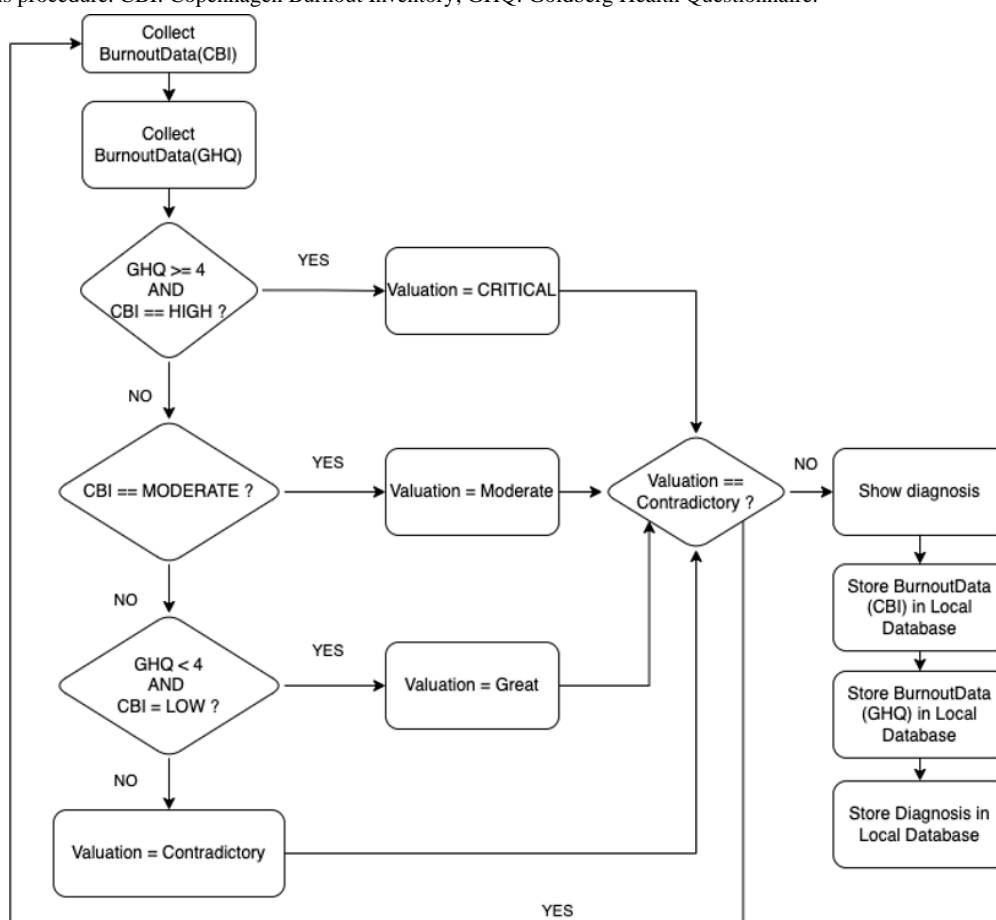 is procedure. CBI: Copenhagen Burnout Inventory; GHQ: Goldberg Health Questionnaire.
Collect
BurnoutData(CBI)
Collect
BurnoutData(GHQ)
GHQ >= 4
AND
CBI == HIGH ?
YES
Valuation = CRITICAL
NO
CBI == MODERATE ?
YES
Valuation = Moderate
Valuation ==
Contradictory ?
NO
Show diagnosis
Store BurnoutData
(CBI) in Local
Database
NO
GHQ < 4
AND
CBI = LOW ?
YES
Valuation = Great
Store BurnoutData
(GHQ) in Local
Database
NO
Valuation = Contradictory
Store Diagnosis in
Local Database
YES